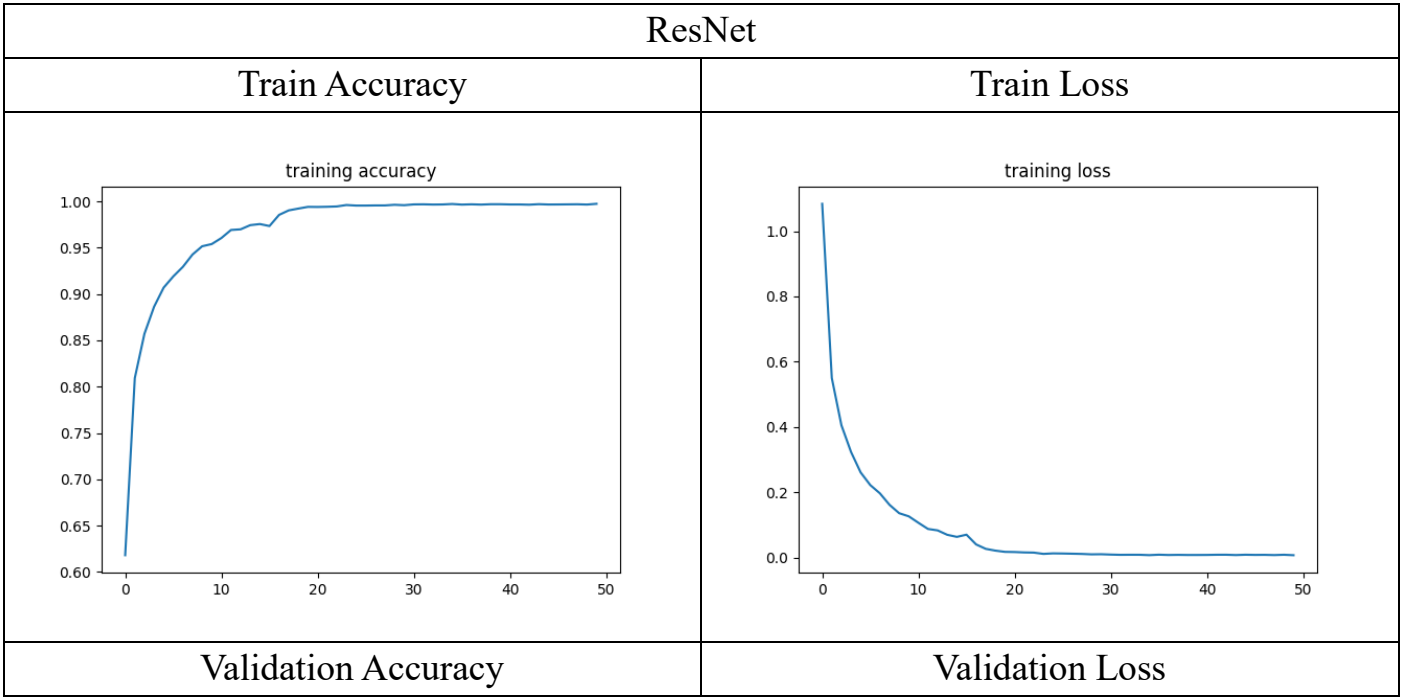 ResNet
Train Accuracy
Train Loss
training accuracy
1.00
0.95
0.90
0.85
0.80
0.75
0.70
0.65
0.60
0 10 20 30 40 50
training loss
1.0
0.8
0.6
0.4
0.2
0.0
0 10 20 30 40 50
Validation Accuracy
Validation Loss